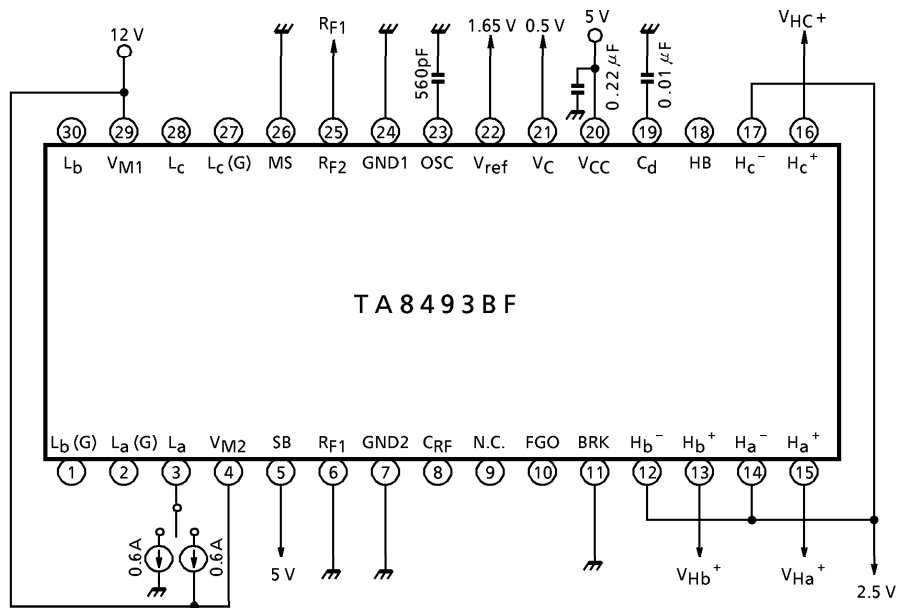 12 V R_F1 560pF 1.65 V 0.5 V 5 V 0.22 μF 0.01 μF V_HC⁺
30 29 28 27 26 25 24 23 22 21 20 19 18 17 16
L_b V_M1 L_c L_c (G) MS R_F2 GND1 OSC V_ref V_C V_CC C_d HB H_c⁻ H_c⁺
TA8493BF
L_b (G) L_a (G) L_a V_M2 SB R_F1 GND2 C_RF N.C. FGO BRK H_b⁻ H_b⁺ H_a⁻ H_a⁺
1 2 3 4 5 6 7 8 9 10 11 12 13 14 15
0.6 A 0.6 A 5 V V_Hb⁺ V_Ha⁺ 2.5 V